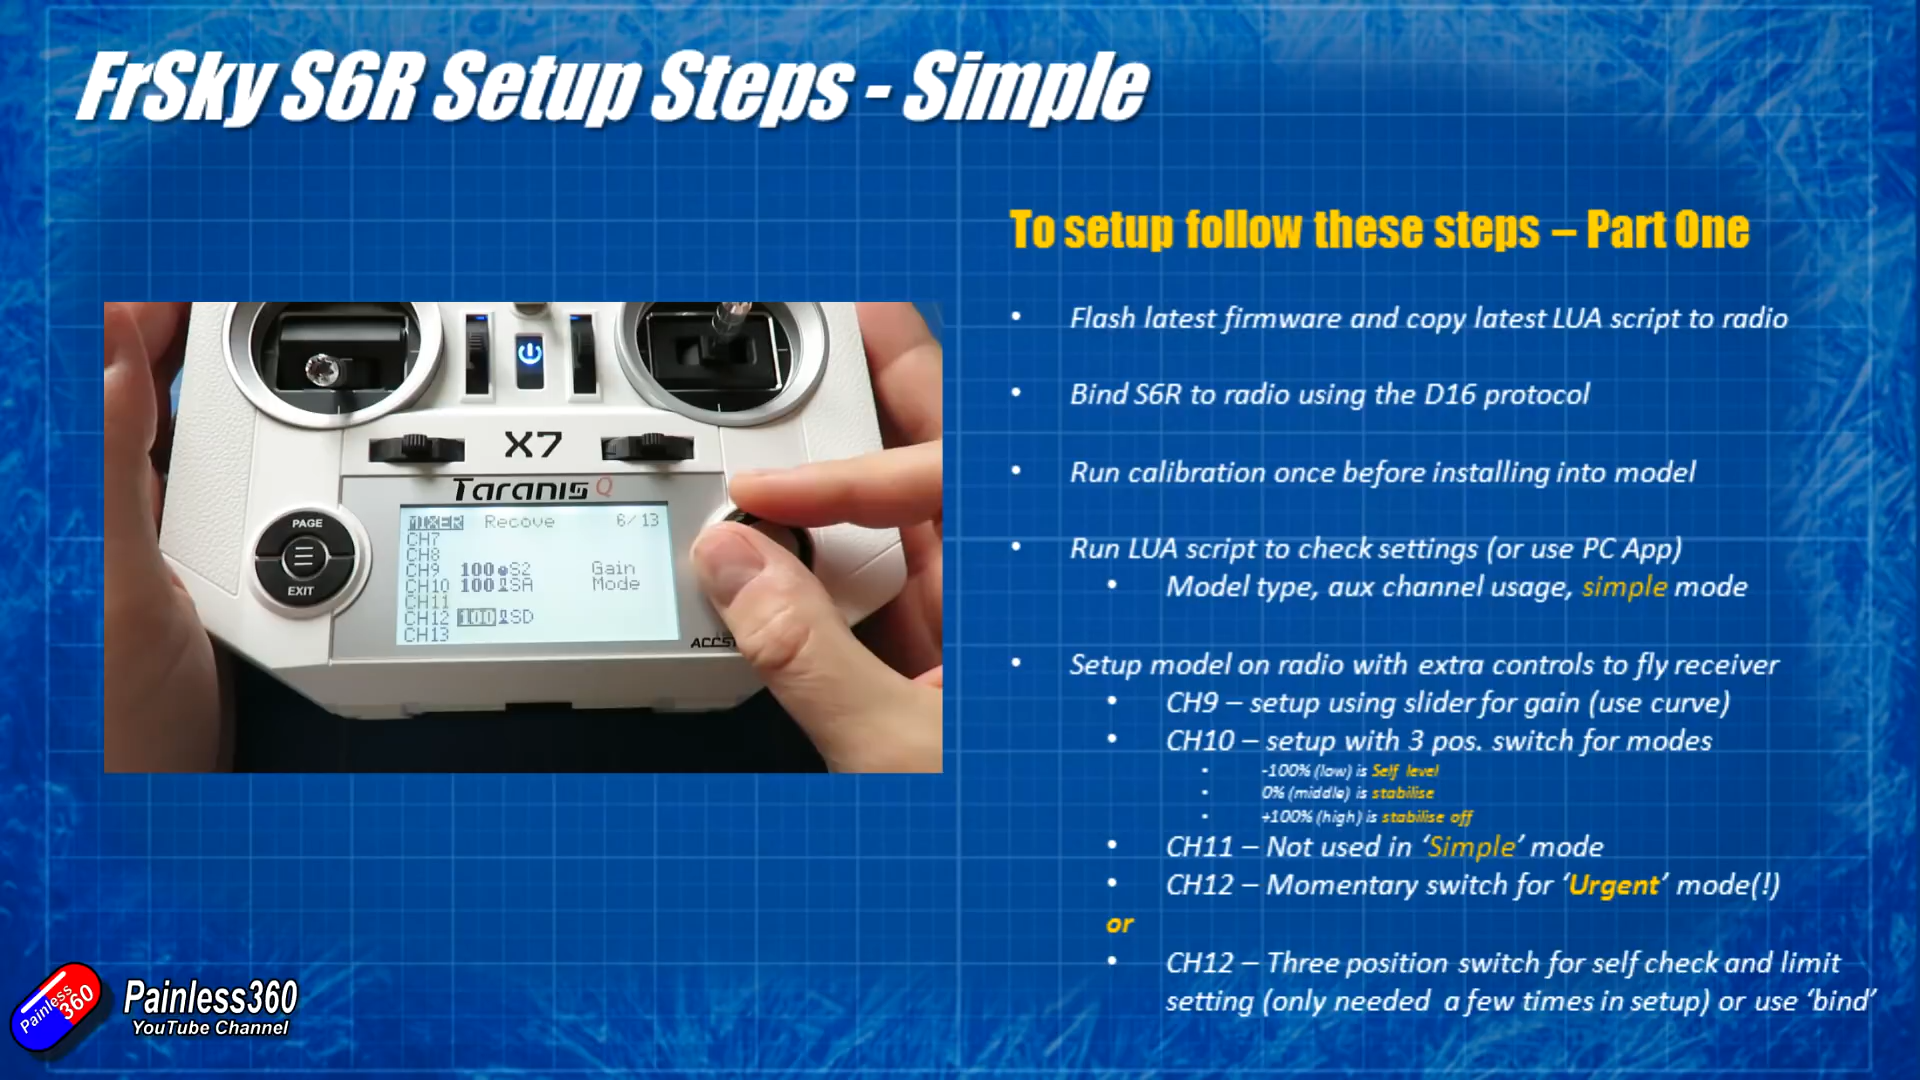 FrSky S6R Setup Steps - Simple
To setup follow these steps – Part One
• Flash latest firmware and copy latest LUA script to radio
• Bind S6R to radio using the D16 protocol
• Run calibration once before installing into model
• Run LUA script to check settings (or use PC App)
• Model type, aux channel usage, simple mode
• Setup model on radio with extra controls to fly receiver
• CH9 – setup using slider for gain (use curve)
• CH10 – setup with 3 pos. switch for modes
• -100% (low) is Self level
• 0% (middle) is stabilise
• +100% (high) is stabilise off
• CH11 – Not used in ‘Simple’ mode
• CH12 – Momentary switch for ‘Urgent’ mode(!)
or
• CH12 – Three position switch for self check and limit
setting (only needed a few times in setup) or use ‘bind’
X7
Taranis Q
PAGE
EXIT
MIXER Recove 6/13
CH7
CH8
CH9 100 S2 Gain
CH10 100 SA Mode
CH11
CH12 100 SD
CH13
Painless
360
Painless360
YouTube Channel